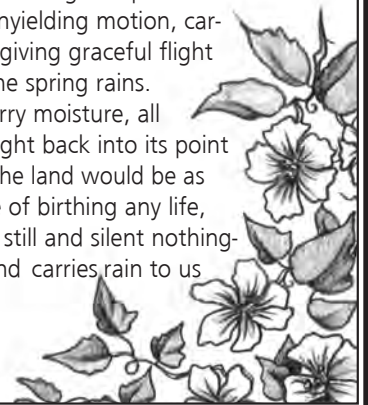 nyielding motion, car-
giving graceful flight
ne spring rains.
rry moisture, all
ght back into its point
he land would be as
e of birthing any life,
still and silent nothing-
nd carries rain to us